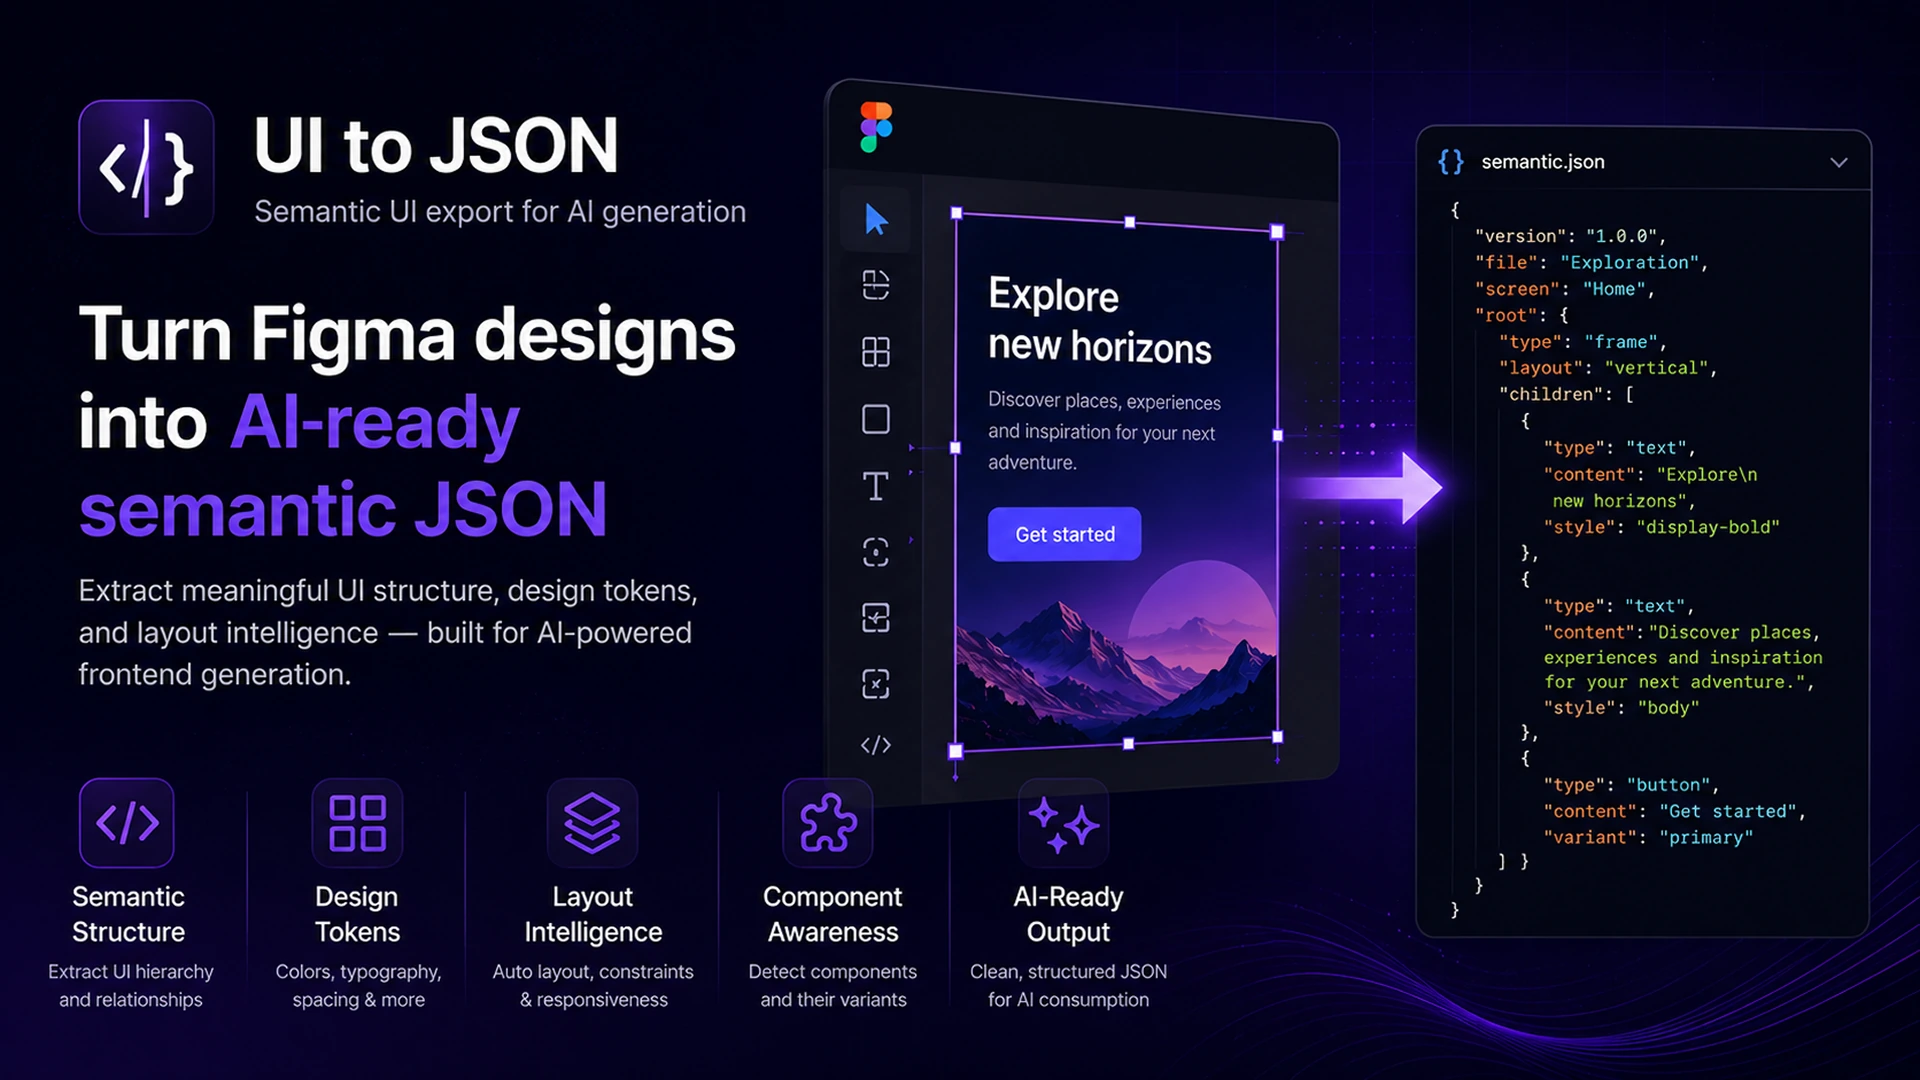 UI to JSON
Semantic UI export for AI generation
Turn Figma designs
into AI-ready
semantic JSON
Extract meaningful UI structure, design tokens,
and layout intelligence — built for AI-powered
frontend generation.
Semantic
Structure
Extract UI hierarchy
and relationships
Design
Tokens
Colors, typography,
spacing & more
Layout
Intelligence
Auto layout, constraints
& responsiveness
Component
Awareness
Detect components
and their variants
AI-Ready
Output
Clean, structured JSON
for AI consumption
Explore
new horizons
Discover places, experiences
and inspiration for your next
adventure.
Get started
{} semantic.json
{
"version": "1.0.0",
"file": "Exploration",
"screen": "Home",
"root": {
"type": "frame",
"layout": "vertical",
"children": [
{
"type": "text",
"content": "Explore\n
new horizons",
"style": "display-bold"
},
{
"type": "text",
"content":"Discover places,
experiences and inspiration
for your next adventure.",
"style": "body"
},
{
"type": "button",
"content": "Get started",
"variant": "primary"
] }
}
}